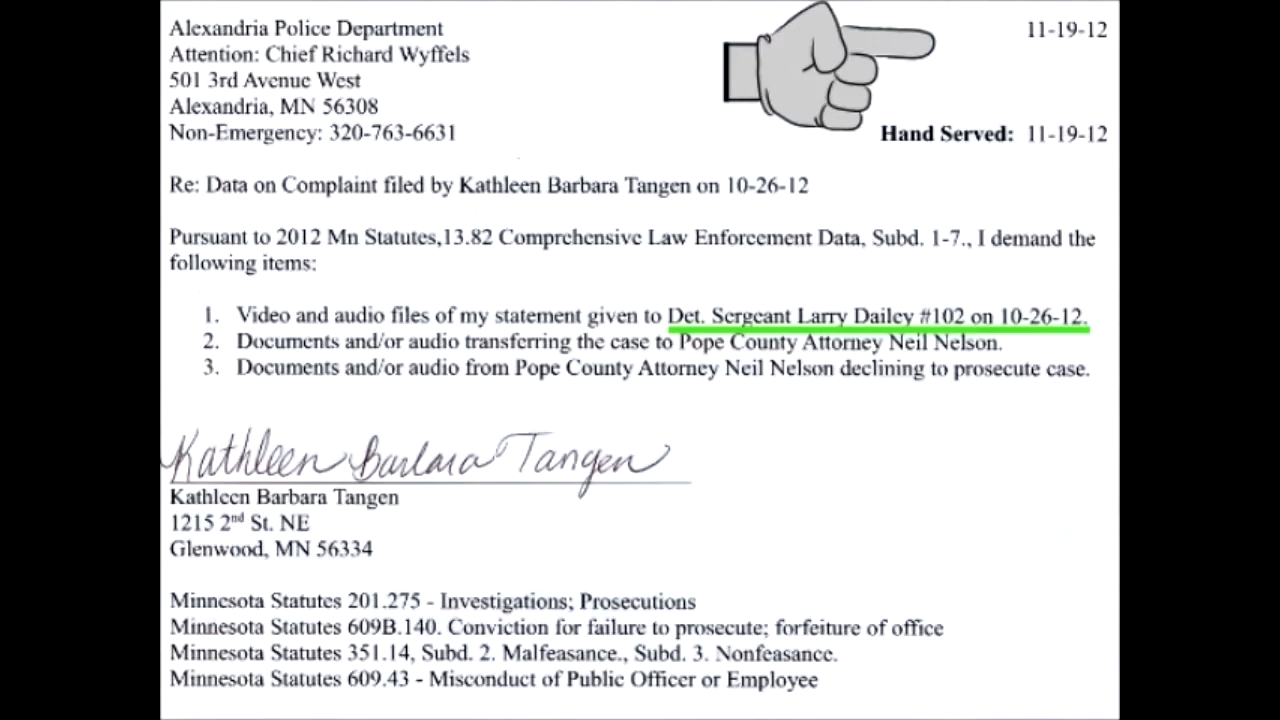 Alexandria Police Department
11-19-12
Attention: Chief Richard Wyffels
501 3rd Avenue West
Alexandria, MN 56308
Non-Emergency: 320-763-6631
Hand Served: 11-19-12
Re: Data on Complaint filed by Kathleen Barbara Tangen on 10-26-12
Pursuant to 2012 Mn Statutes,13.82 Comprehensive Law Enforcement Data, Subd. 1-7., I demand the
following items:
1. Video and audio files of my statement given to Det. Sergeant Larry Dailey #102 on 10-26-12.
2. Documents and/or audio transferring the case to Pope County Attorney Neil Nelson.
3. Documents and/or audio from Pope County Attorney Neil Nelson declining to prosecute case.
Kathleen Barbara Tangen
Kathleen Barbara Tangen
1215 2nd St. NE
Glenwood, MN 56334
Minnesota Statutes 201.275 - Investigations; Prosecutions
Minnesota Statutes 609B.140. Conviction for failure to prosecute; forfeiture of office
Minnesota Statutes 351.14, Subd. 2. Malfeasance., Subd. 3. Nonfeasance.
Minnesota Statutes 609.43 - Misconduct of Public Officer or Employee